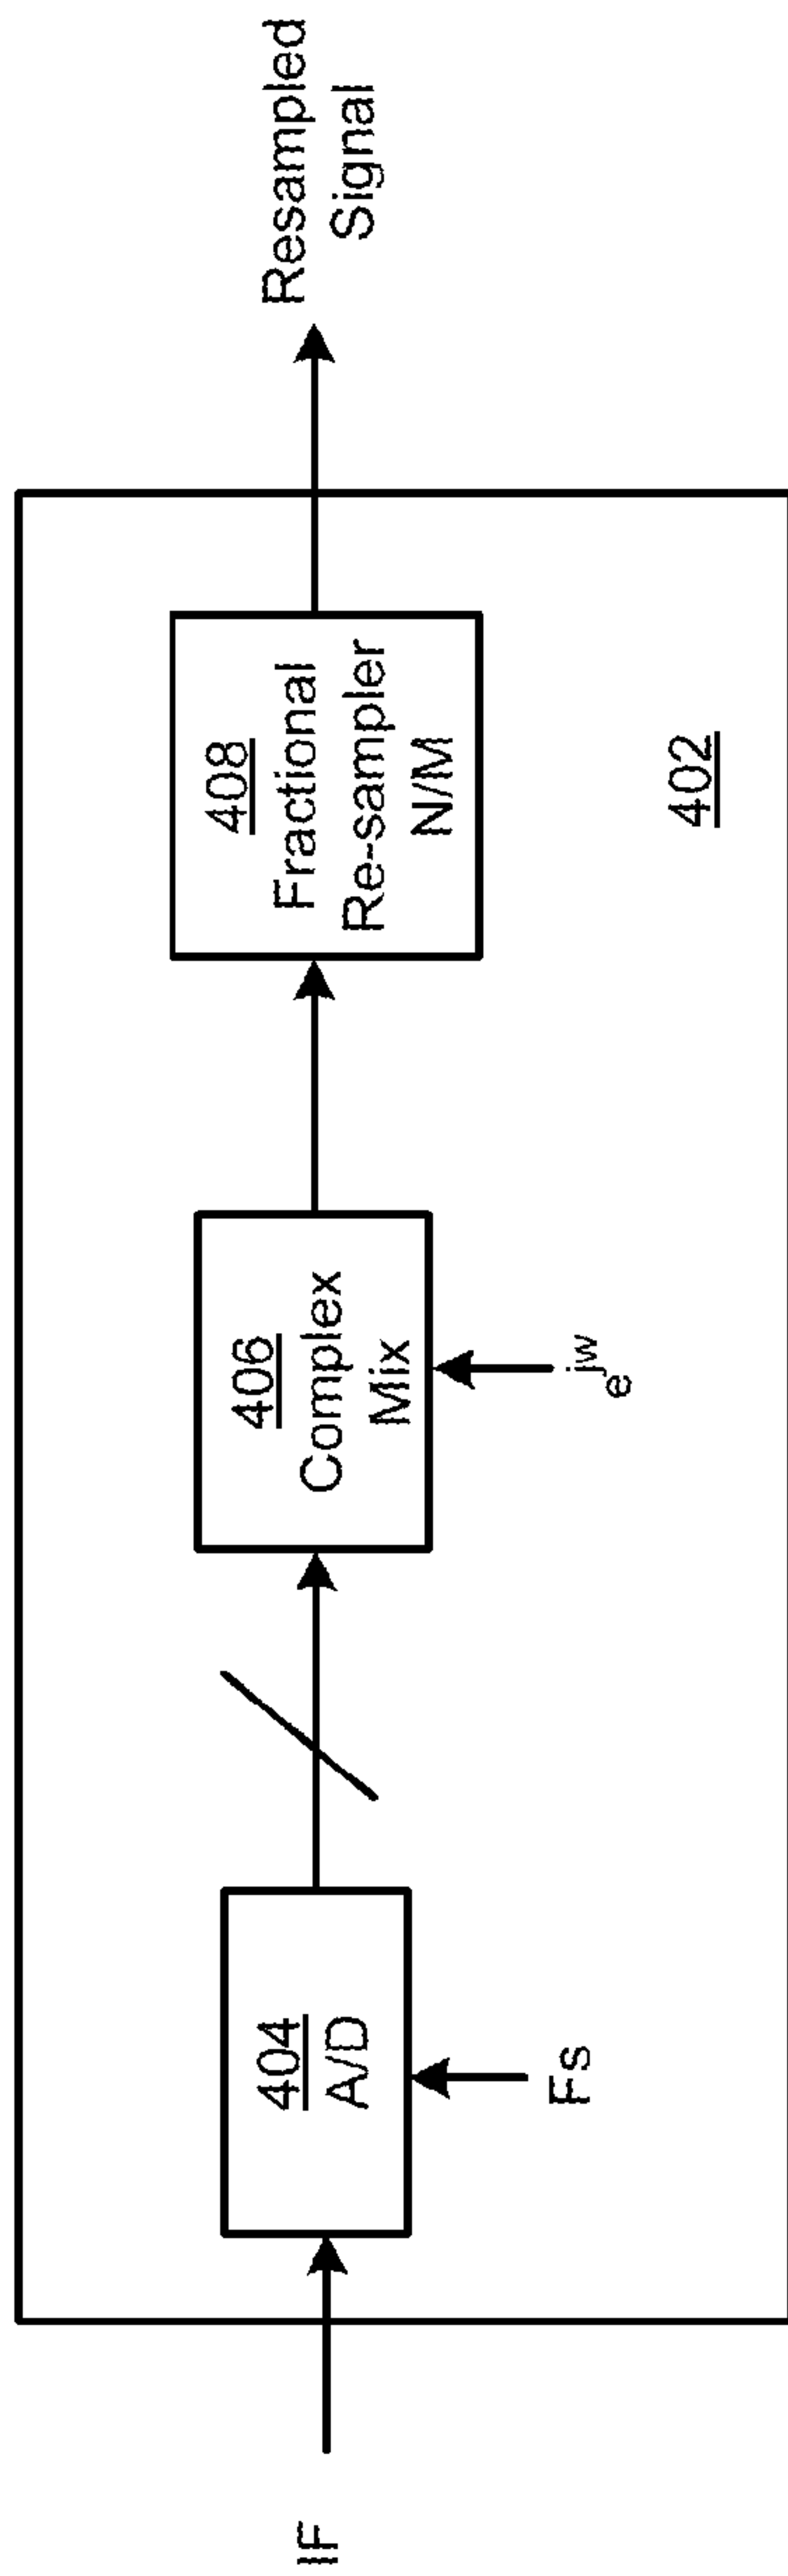 IF
404
A/D
Fs
406
Complex
Mix
e^jw
408
Fractional
Re-sampler
N/M
402
Resampled
Signal